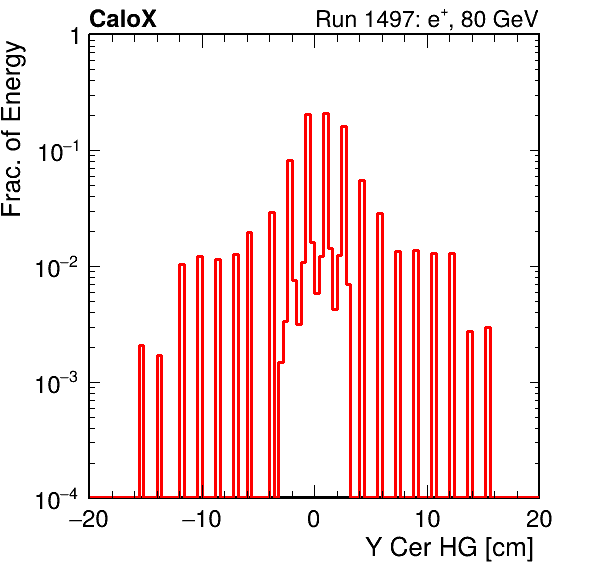 CaloX Run 1497: e⁺, 80 GeV
Frac. of Energy
1
10⁻¹
10⁻²
10⁻³
10⁻⁴
−20 −10 0 10 20
Y Cer HG [cm]